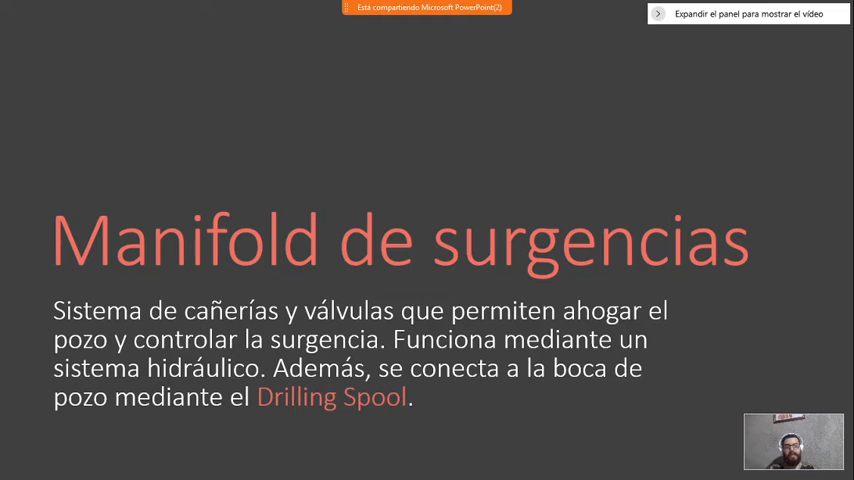 Está compartiendo Microsoft PowerPoint(2)
Expandir el panel para mostrar el vídeo
Manifold de surgencias
Sistema de cañerías y válvulas que permiten ahogar el
pozo y controlar la surgencia. Funciona mediante un
sistema hidráulico. Además, se conecta a la boca de
pozo mediante el Drilling Spool.